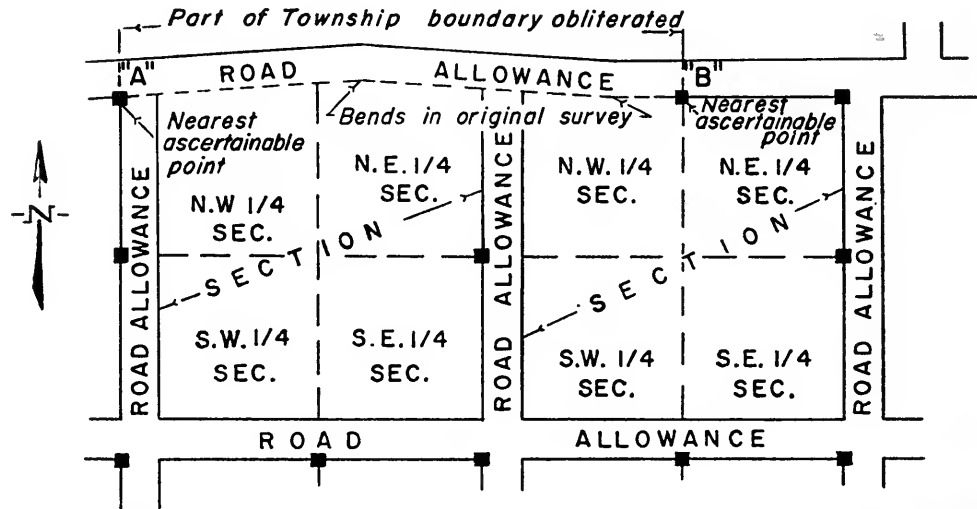 Part of Township boundary obliterated
"A"
"B"
ROAD ALLOWANCE
Nearest
ascertainable
point
Bends in original survey
Nearest
ascertainable
point
N
ROAD ALLOWANCE
N.W 1/4
SEC.
N.E. 1/4
SEC.
ROAD ALLOWANCE
N.W. 1/4
SEC.
N.E. 1/4
SEC.
ROAD ALLOWANCE
SECTION
SECTION
S.W. 1/4
SEC.
S.E. 1/4
SEC.
S.W. 1/4
SEC.
S.E. 1/4
SEC.
ROAD ALLOWANCE